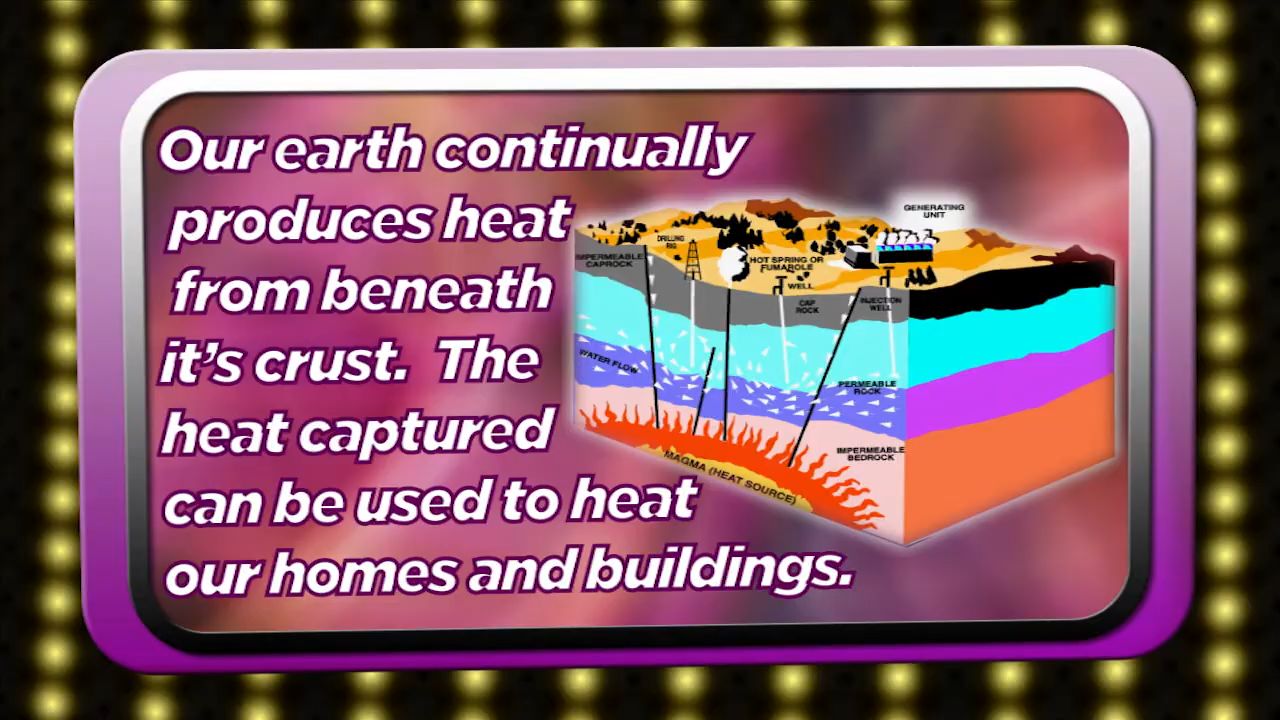 Our earth continually
produces heat
from beneath
it's crust. The
heat captured
can be used to heat
our homes and buildings.
GENERATING
UNIT
DRILLING
RIG
IMPERMEABLE
CAPROCK
HOT SPRING OR
FUMAROLE
WELL
CAP
ROCK
INJECTION
WELL
WATER FLOW
PERMEABLE
ROCK
IMPERMEABLE
BEDROCK
MAGMA (HEAT SOURCE)